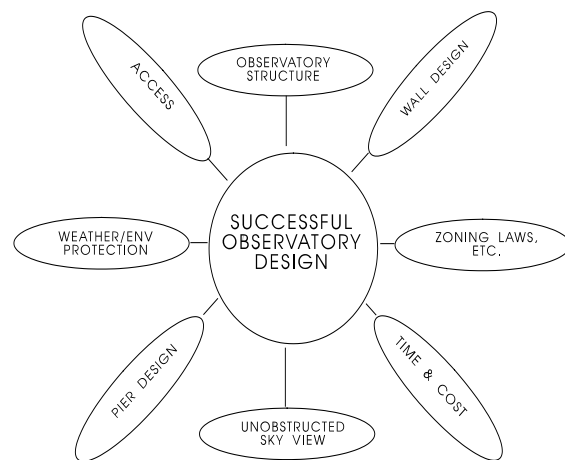 OBSERVATORY
STRUCTURE
ACCESS
WALL DESIGN
WEATHER/ENV
PROTECTION
SUCCESSFUL
OBSERVATORY
DESIGN
ZONING LAWS,
ETC.
PIER DESIGN
TIME & COST
UNOBSTRUCTED
SKY VIEW